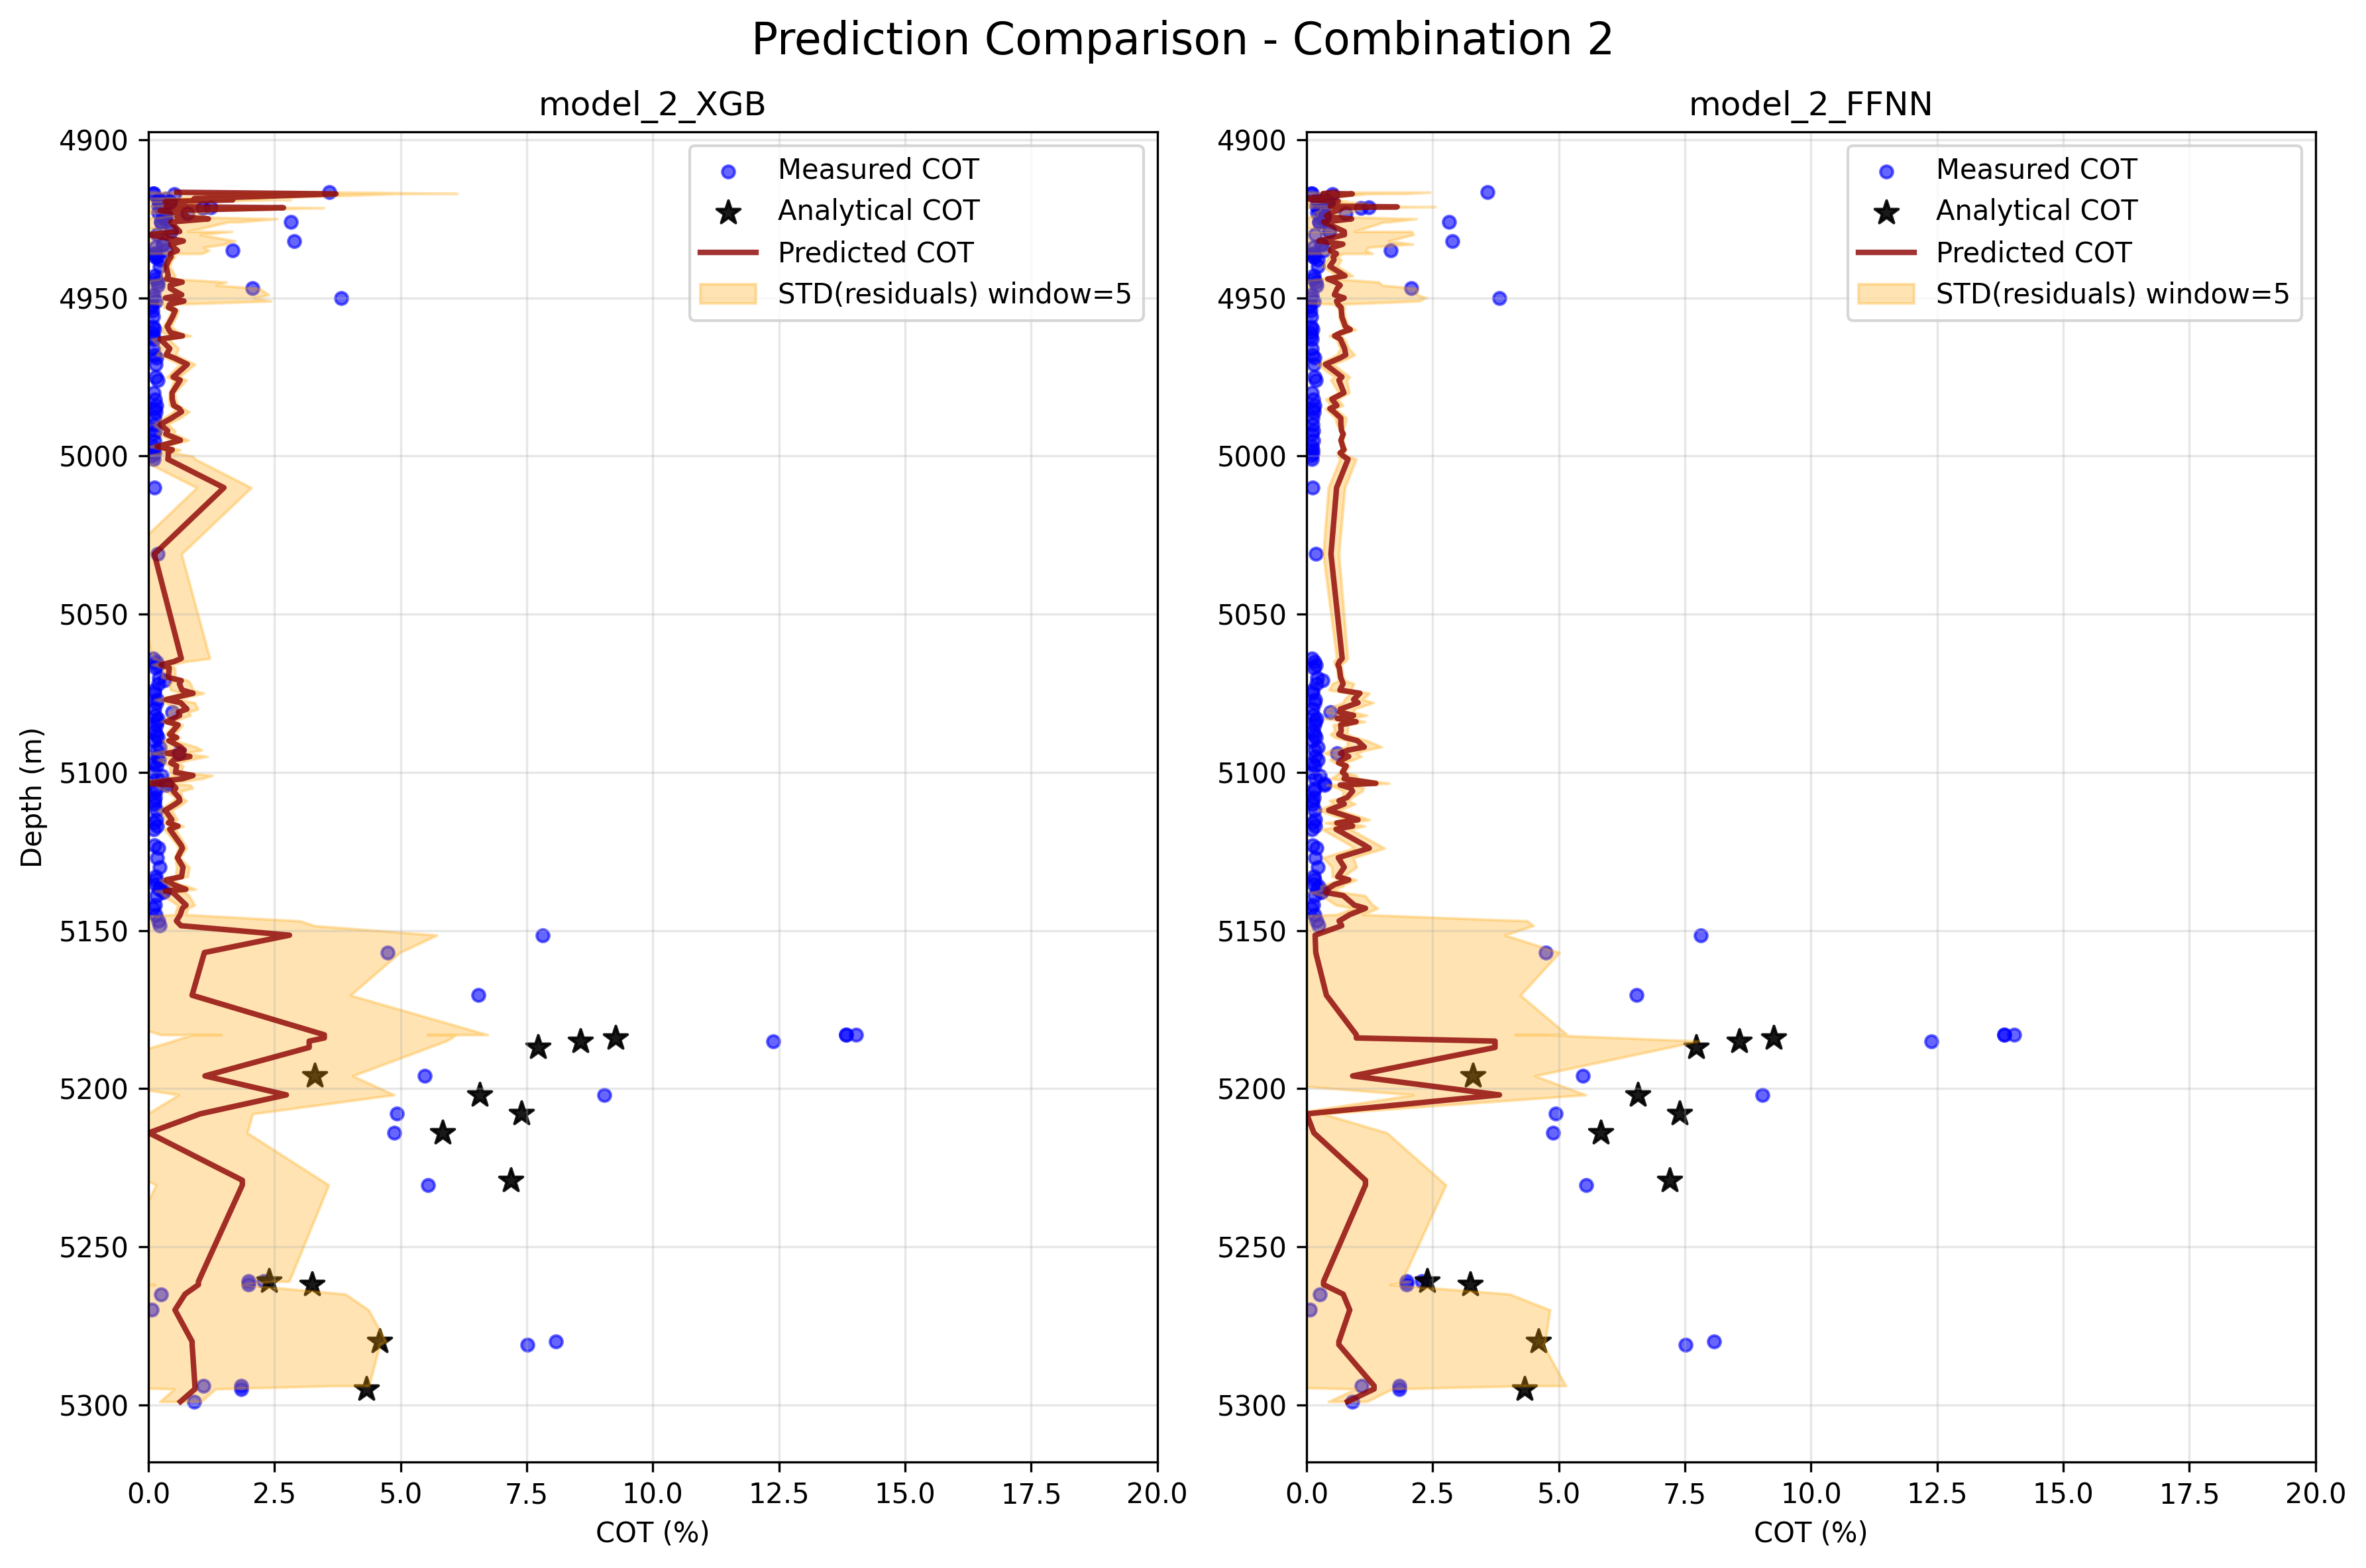 Prediction Comparison - Combination 2
model_2_XGB
4900
4950
5000
5050
5100
5150
5200
5250
5300
Depth (m)
Measured COT
Analytical COT
Predicted COT
STD(residuals) window=5
0.0 2.5 5.0 7.5 10.0 12.5 15.0 17.5 20.0
COT (%)
model_2_FFNN
4900
4950
5000
5050
5100
5150
5200
5250
5300
Measured COT
Analytical COT
Predicted COT
STD(residuals) window=5
0.0 2.5 5.0 7.5 10.0 12.5 15.0 17.5 20.0
COT (%)